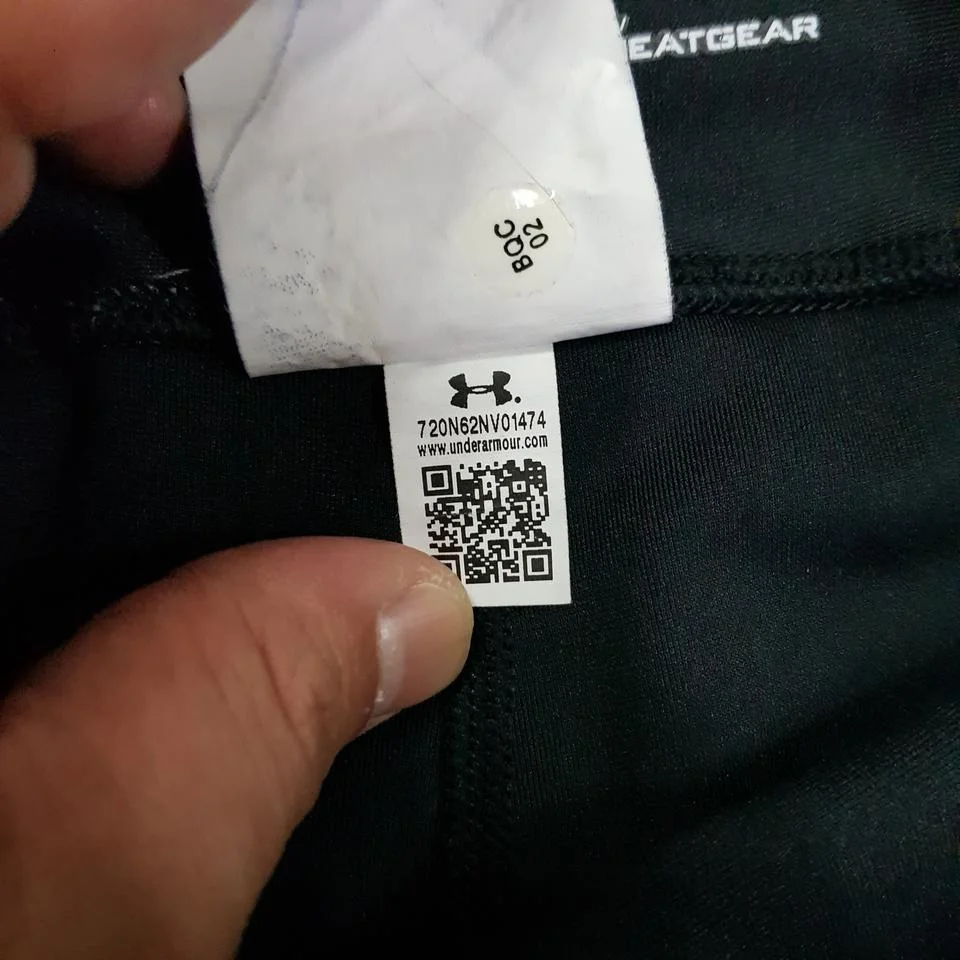 EATGEAR
BQC
02
720N62NV01474
www.underarmour.com